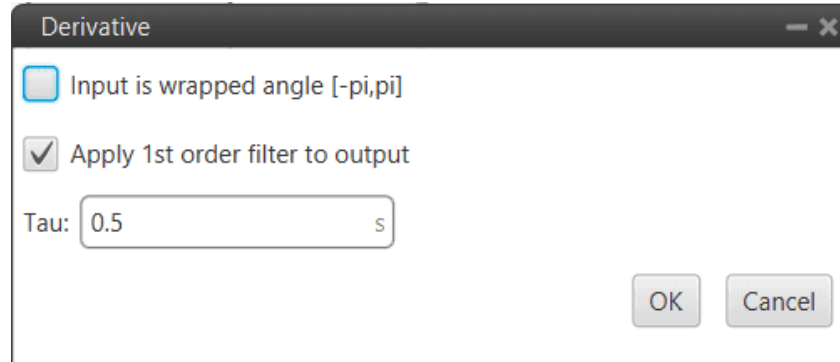 Derivative
Input is wrapped angle [-pi,pi]
Apply 1st order filter to output
Tau: 0.5 s
OK Cancel